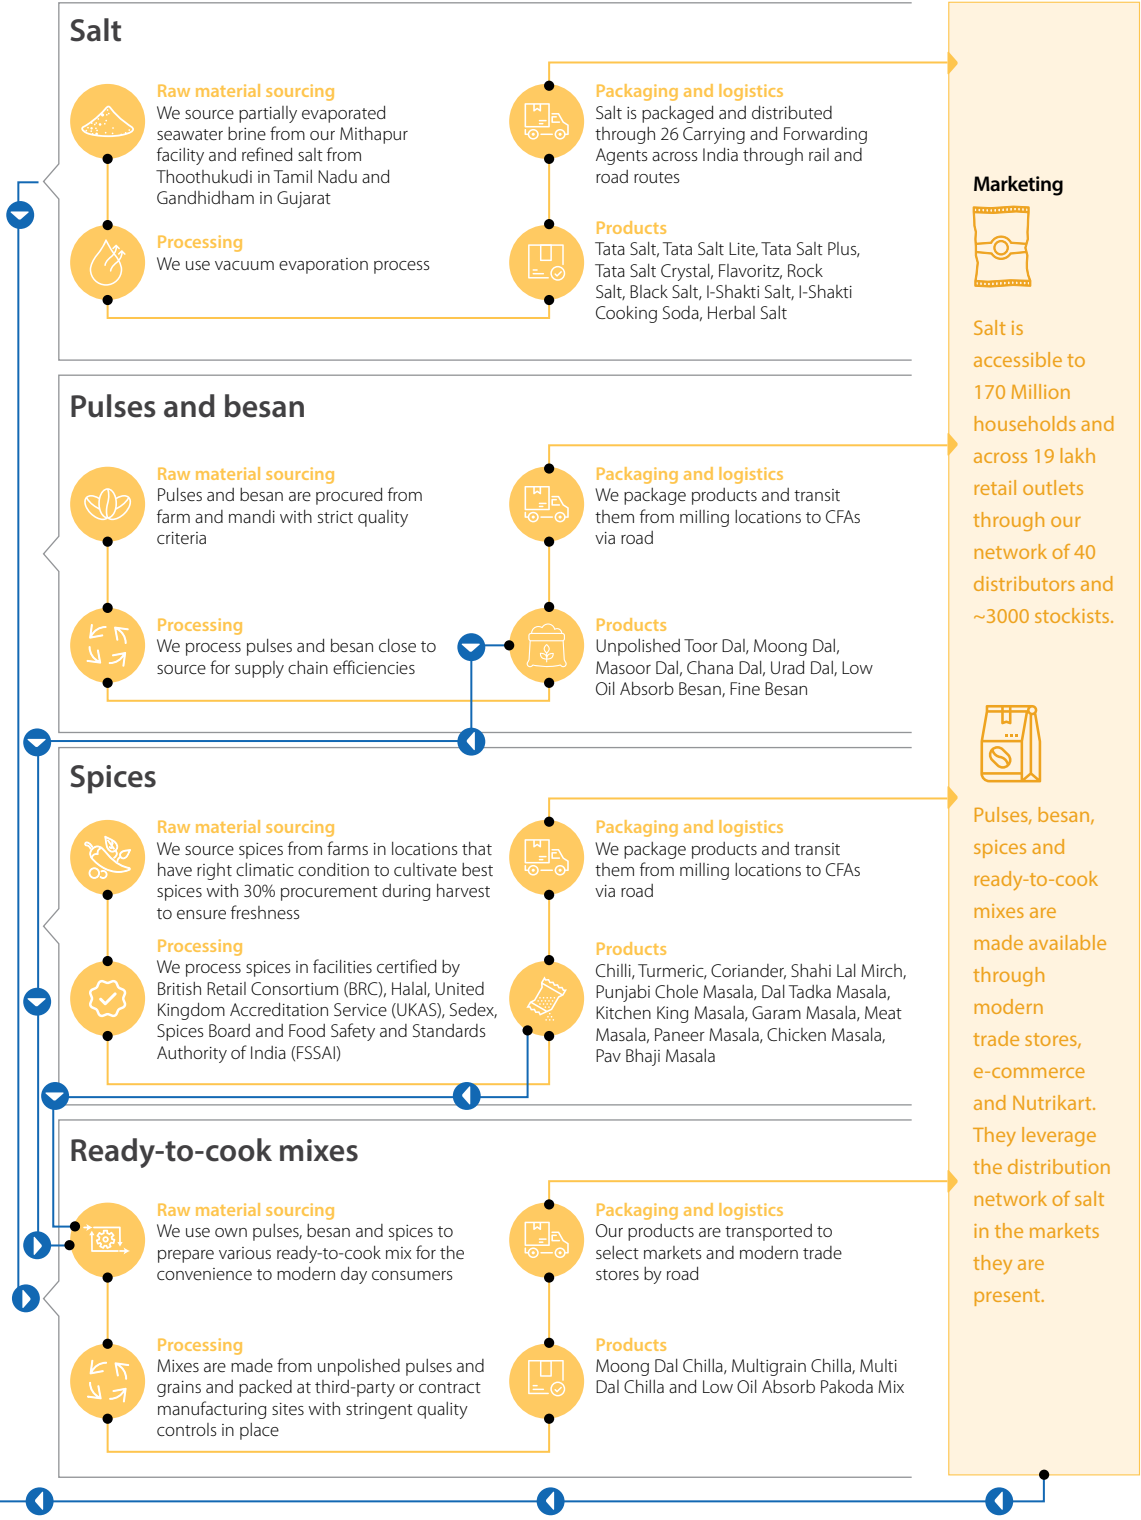 Salt
Raw material sourcing
We source partially evaporated
seawater brine from our Mithapur
facility and refined salt from
Thoothukudi in Tamil Nadu and
Gandhidham in Gujarat
Processing
We use vacuum evaporation process
Packaging and logistics
Salt is packaged and distributed
through 26 Carrying and Forwarding
Agents across India through rail and
road routes
Products
Tata Salt, Tata Salt Lite, Tata Salt Plus,
Tata Salt Crystal, Flavoritz, Rock
Salt, Black Salt, I-Shakti Salt, I-Shakti
Cooking Soda, Herbal Salt
Pulses and besan
Raw material sourcing
Pulses and besan are procured from
farm and mandi with strict quality
criteria
Processing
We process pulses and besan close to
source for supply chain efficiencies
Packaging and logistics
We package products and transit
them from milling locations to CFAs
via road
Products
Unpolished Toor Dal, Moong Dal,
Masoor Dal, Chana Dal, Urad Dal, Low
Oil Absorb Besan, Fine Besan
Spices
Raw material sourcing
We source spices from farms in locations that
have right climatic condition to cultivate best
spices with 30% procurement during harvest
to ensure freshness
Processing
We process spices in facilities certified by
British Retail Consortium (BRC), Halal, United
Kingdom Accreditation Service (UKAS), Sedex,
Spices Board and Food Safety and Standards
Authority of India (FSSAI)
Packaging and logistics
We package products and transit
them from milling locations to CFAs
via road
Products
Chilli, Turmeric, Coriander, Shahi Lal Mirch,
Punjabi Chole Masala, Dal Tadka Masala,
Kitchen King Masala, Garam Masala, Meat
Masala, Paneer Masala, Chicken Masala,
Pav Bhaji Masala
Ready-to-cook mixes
Raw material sourcing
We use own pulses, besan and spices to
prepare various ready-to-cook mix for the
convenience to modern day consumers
Processing
Mixes are made from unpolished pulses and
grains and packed at third-party or contract
manufacturing sites with stringent quality
controls in place
Packaging and logistics
Our products are transported to
select markets and modern trade
stores by road
Products
Moong Dal Chilla, Multigrain Chilla, Multi
Dal Chilla and Low Oil Absorb Pakoda Mix
Marketing
Salt is
accessible to
170 Million
households and
across 19 lakh
retail outlets
through our
network of 40
distributors and
~3000 stockists.
Pulses, besan,
spices and
ready-to-cook
mixes are
made available
through
modern
trade stores,
e-commerce
and Nutrikart.
They leverage
the distribution
network of salt
in the markets
they are
present.